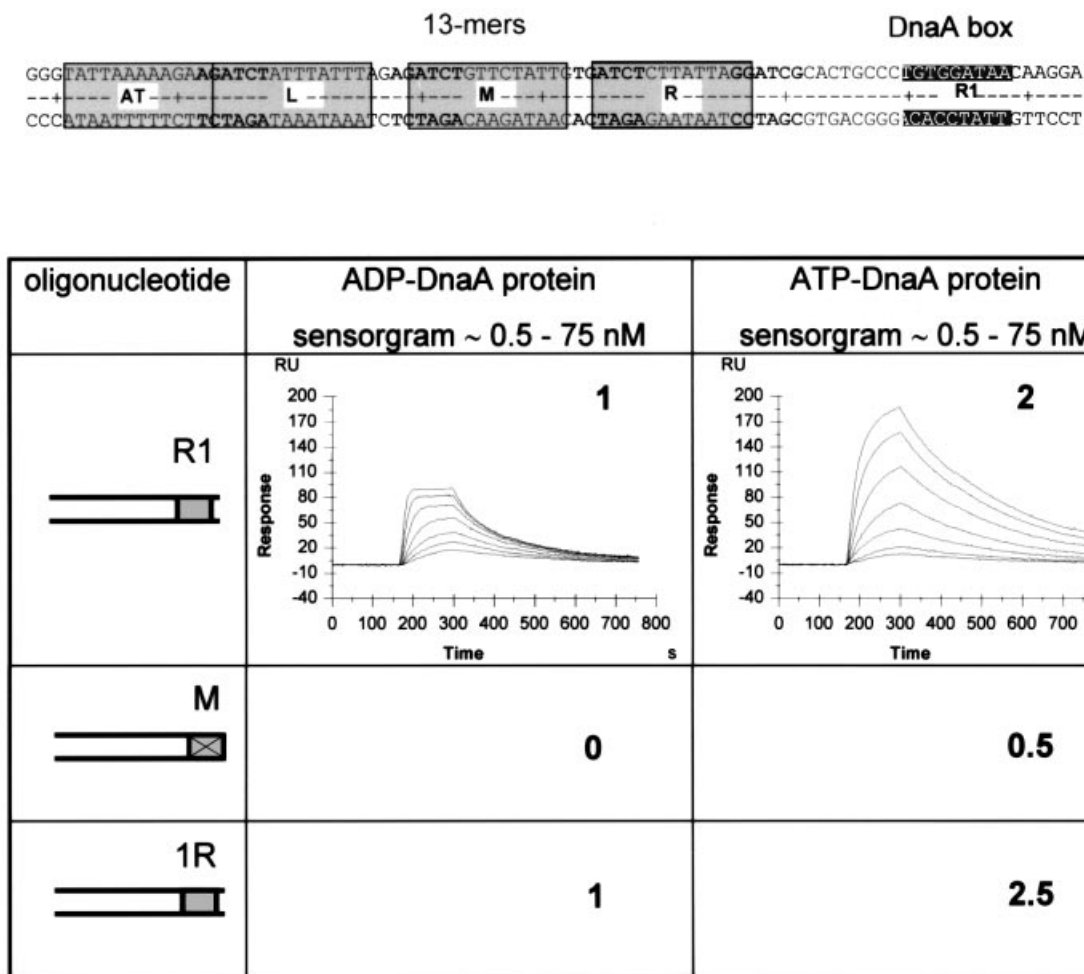 13-mers DnaA box
GGGTATTAAAAAGAAGATCTATTTATTTAGAGATCTGTTCTATTGTGATCTCTTATTAGGATCGCACTGCCCTGTGGATAACAAGGA
AT L M R R1
CCCATAATTTTTCTTCTAGATAAATAAATCTCTAGACAAGATAACACTAGAGAATAATCCTAGCGTGACGGGACACCTATTGTTCCT
oligonucleotide
ADP-DnaA protein
sensorgram ~ 0.5 - 75 nM
ATP-DnaA protein
sensorgram ~ 0.5 - 75 nM
R1
RU
1
200
170
140
110
80
50
20
-10
-40
Response
0 100 200 300 400 500 600 700 800
Time s
RU
2
200
170
140
110
80
50
20
-10
-40
Response
0 100 200 300 400 500 600 700
Time
M
0
0.5
1R
1
2.5